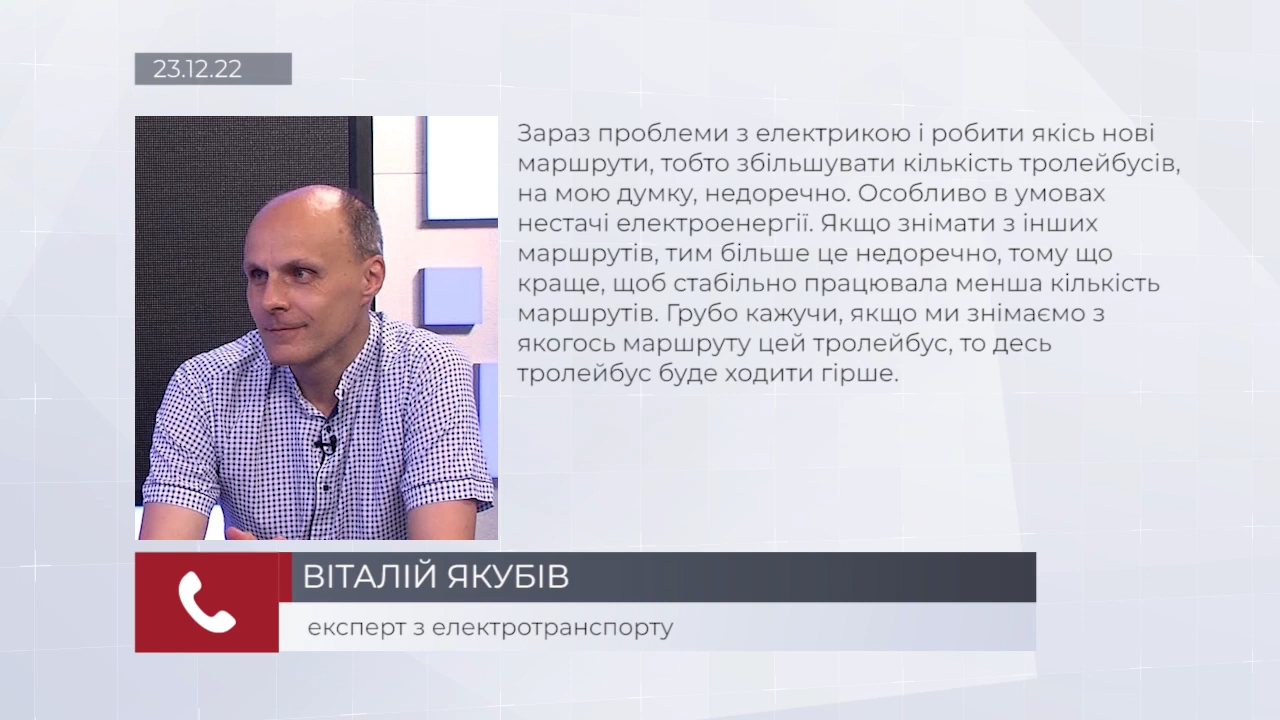 23.12.22
Зараз проблеми з електрикою і робити якісь нові
маршрути, тобто збільшувати кількість тролейбусів,
на мою думку, недоречно. Особливо в умовах
нестачі електроенергії. Якщо знімати з інших
маршрутів, тим більше це недоречно, тому що
краще, щоб стабільно працювала менша кількість
маршрутів. Грубо кажучи, якщо ми знімаємо з
якогось маршруту цей тролейбус, то десь
тролейбус буде ходити гірше.
ВІТАЛІЙ ЯКУБІВ
експерт з електротранспорту